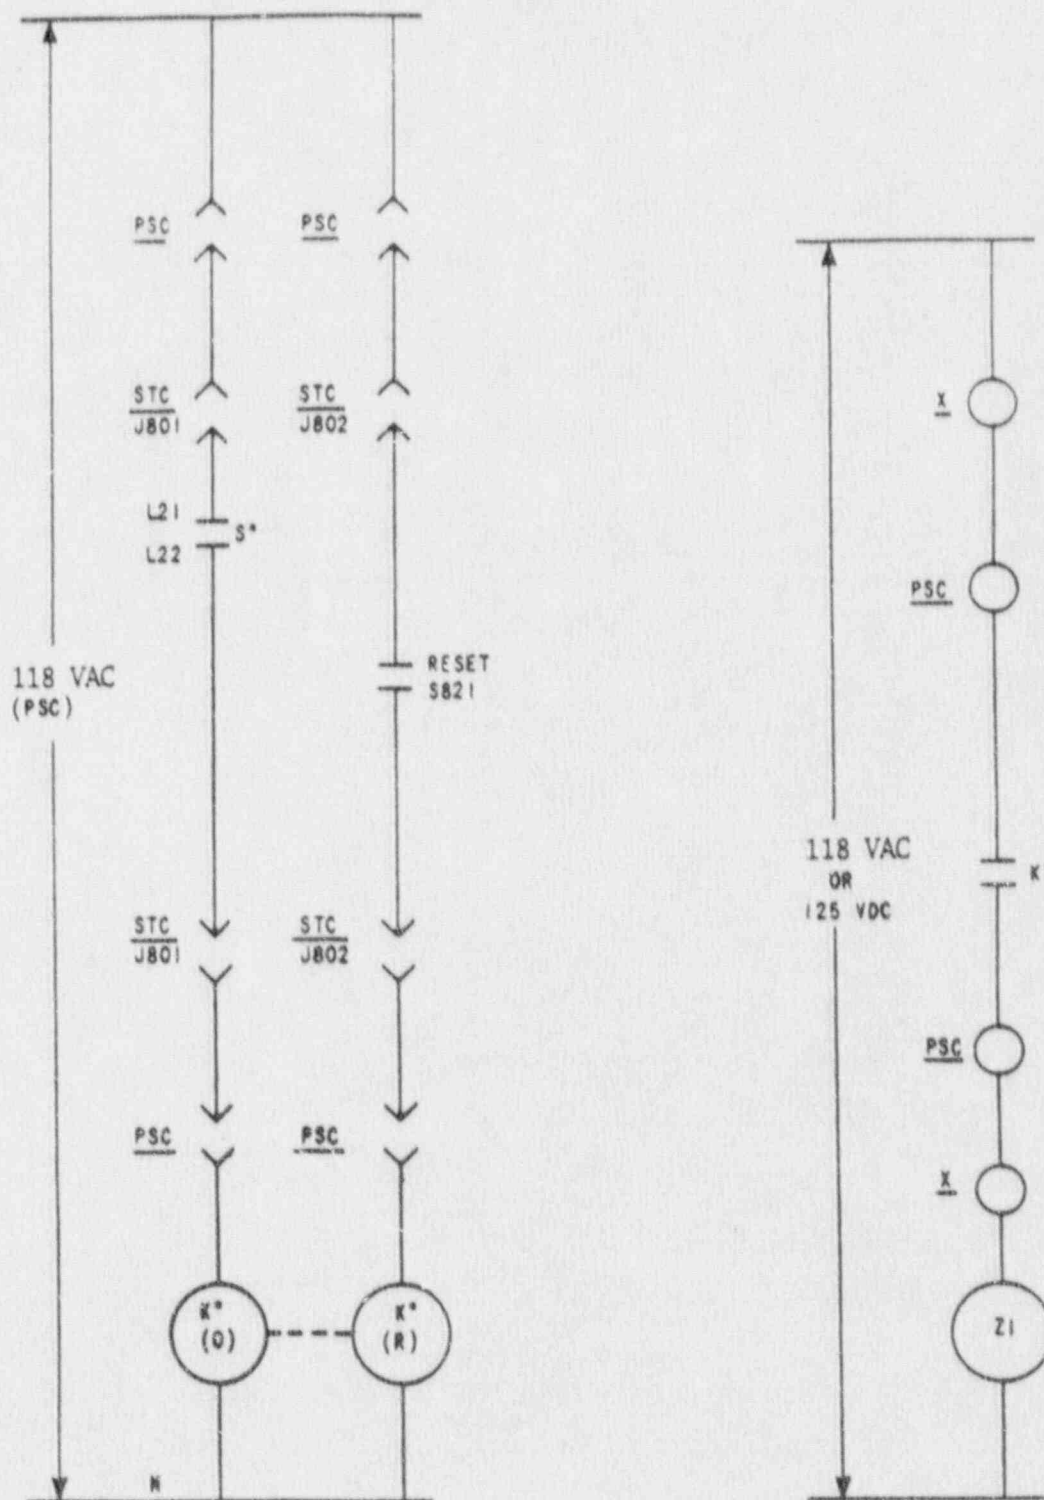 PSC
PSC
STC
J801
STC
J802
L21
L22
S*
RESET
S821
118 VAC
(PSC)
STC
J801
STC
J802
PSC
PSC
K*
(O)
K*
(R)
N
X
PSC
118 VAC
OR
125 VDC
K
PSC
X
Z1